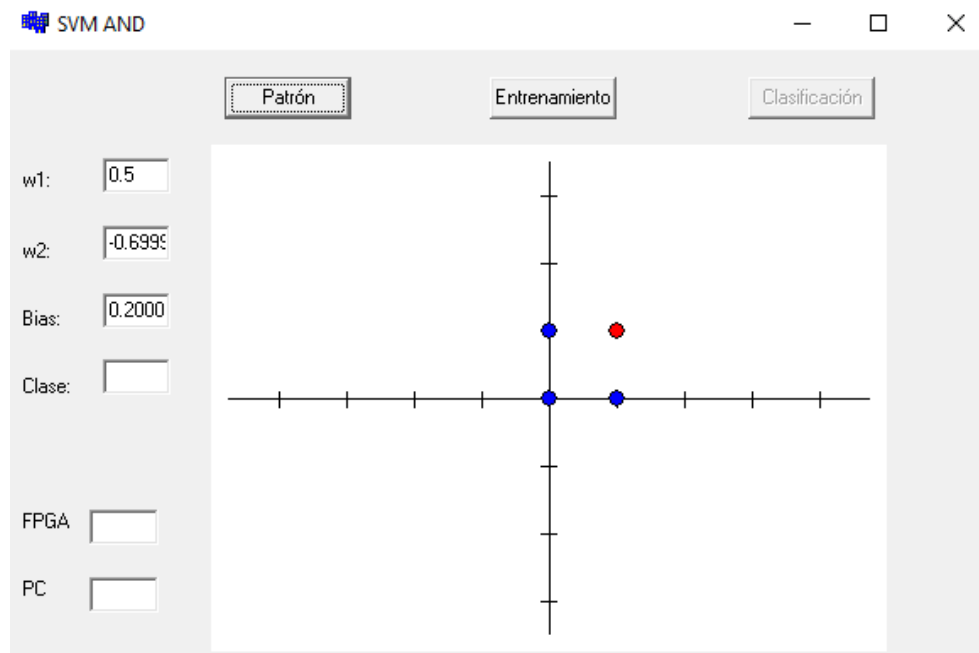 SVM AND
Patrón Entrenamiento Clasificación
w1: 0.5
w2: -0.6999
Bias: 0.2000
Clase:
FPGA
PC